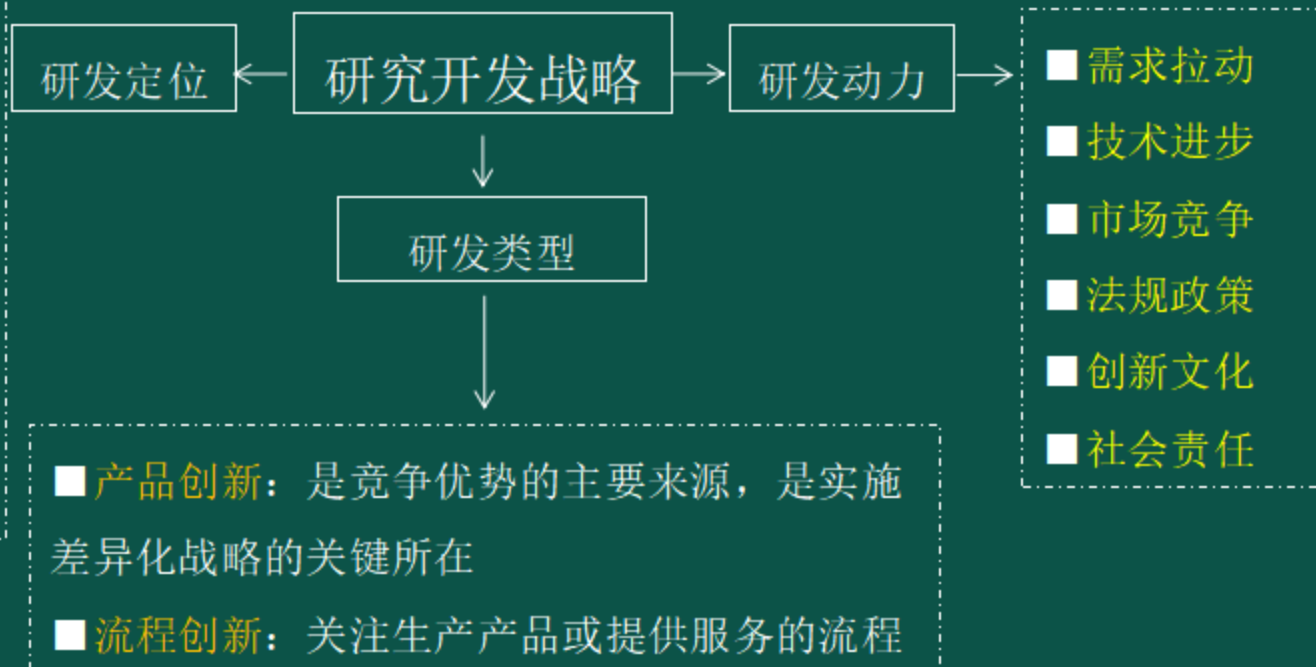 研发定位
研究开发战略
研发动力
■需求拉动
■技术进步
■市场竞争
■法规政策
■创新文化
■社会责任
研发类型
■产品创新：是竞争优势的主要来源，是实施
差异化战略的关键所在
■流程创新：关注生产产品或提供服务的流程